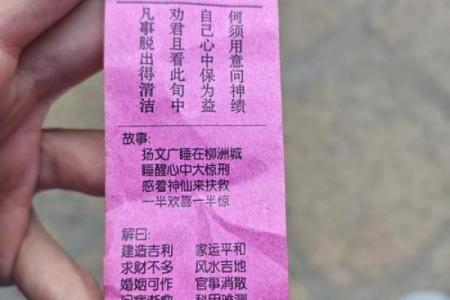 何须用意问神绩
自己心中保为益
劝君且看此旬中
凡事脱出得清洁
故事:
扬文广睡在柳洲城
睡醒心中大惊刑
感着神仙来扶救
一半欢喜一半惊
解曰:
建造吉利 家运平和
求财不多 风水吉地
婚姻可作 官事消散